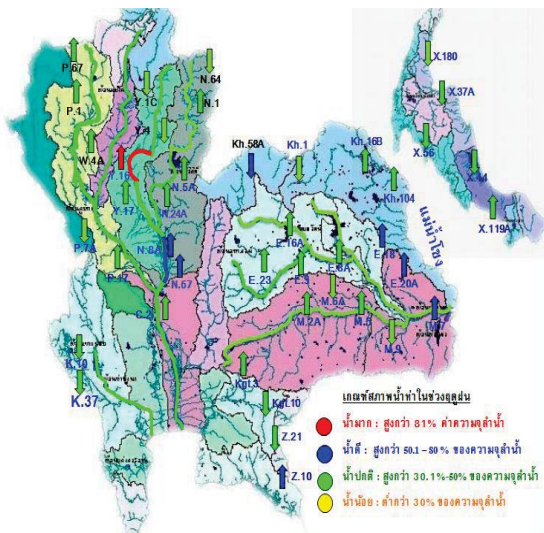 P.67
P.1
W.4A
Y.1C
Y.4
N.64
N.1
Y.16
Y.17
N.5A
W.24A
N.8A
N.67
P.7A
P.17
C.2
K.10
K.37
Kh.58A
Kh.1
Kh.16B
Kh.104
แม่น้ำโขง
E.16A
E.23
E.9
E.8A
E.18
E.20A
M.6A
M.2A
M.5
M.9
M.7
Kgt.3
Kgt.10
Z.21
Z.10
X.180
X.37A
X.56
X.44
X.119A
เกณฑ์สภาพน้ำท่าในช่วงฤดูฝน
น้ำมาก : สูงกว่า 81% ค่าความจุลำน้ำ
น้ำดี : สูงกว่า 50.1 – 80 % ของความจุลำน้ำ
น้ำปกติ : สูงกว่า 30.1%-50% ของความจุลำน้ำ
น้ำน้อย : ต่ำกว่า 30% ของความจุลำน้ำ